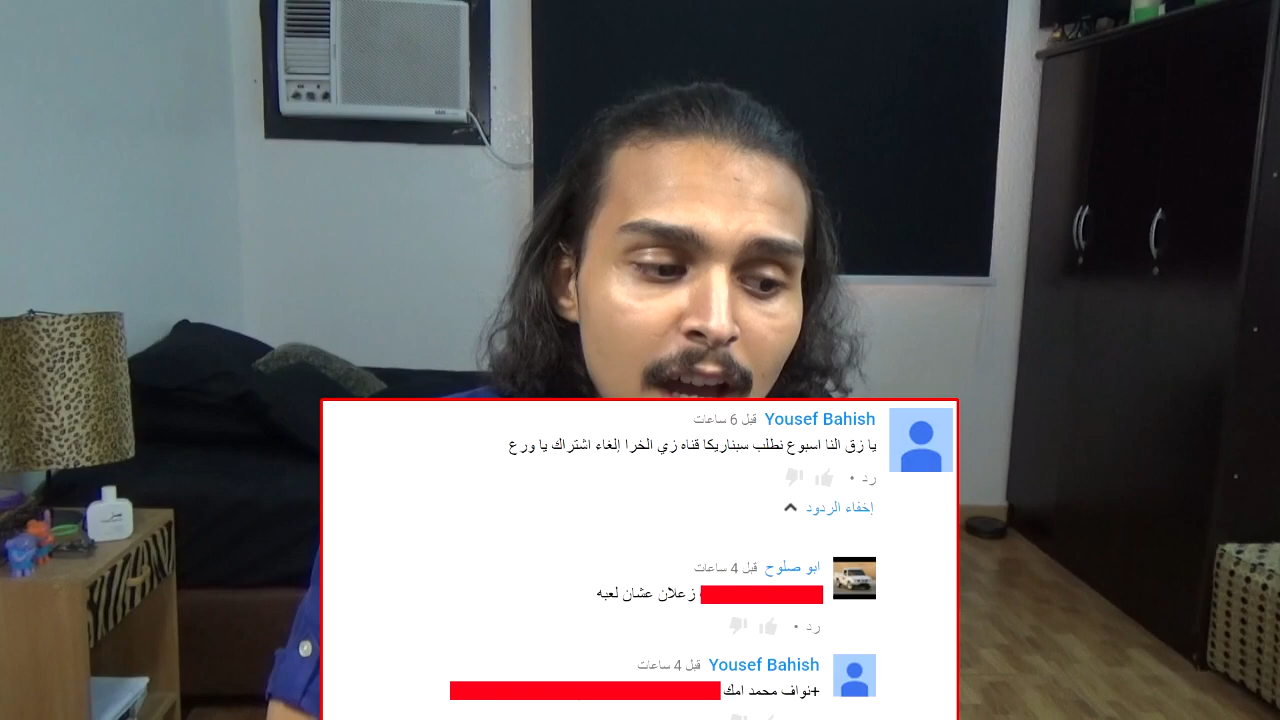 Yousef Bahish قبل 6 ساعات
يا زق النا اسبوع نطلب سبناريكا قناه زي الخرا إلغاء اشتراك يا ورع
رد •
إخفاء الردود
ابو صلوح قبل 4 ساعات
زعلان عشان لعبه
رد •
Yousef Bahish قبل 4 ساعات
+نواف محمد امك